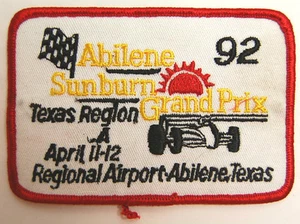 Abilene 92
Sunburn
Texas Region Grand Prix
A
April 11-12
Regional Airport-Abilene, Texas